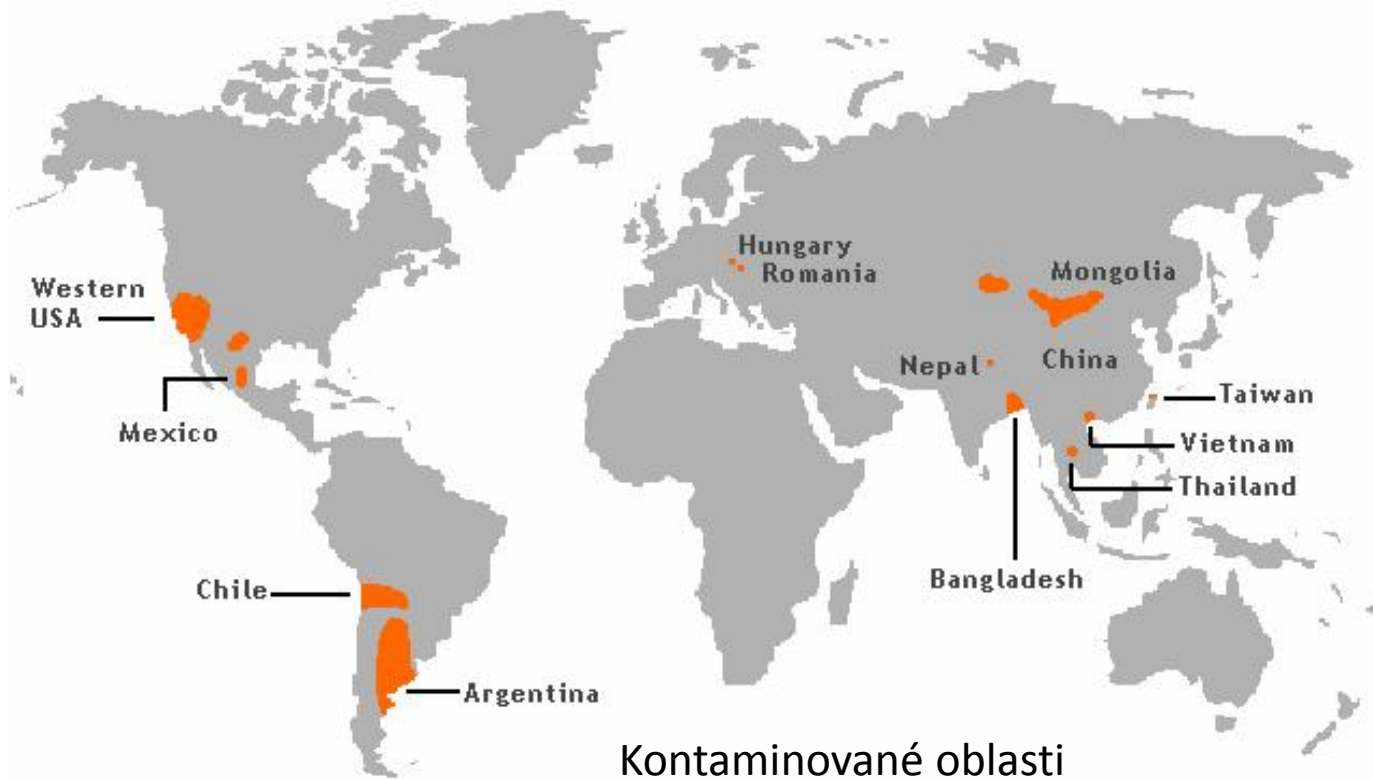 Hungary
Romania
Mongolia
Western
USA
Nepal
China
Taiwan
Mexico
Vietnam
Thailand
Bangladesh
Chile
Argentina
Kontaminované oblasti